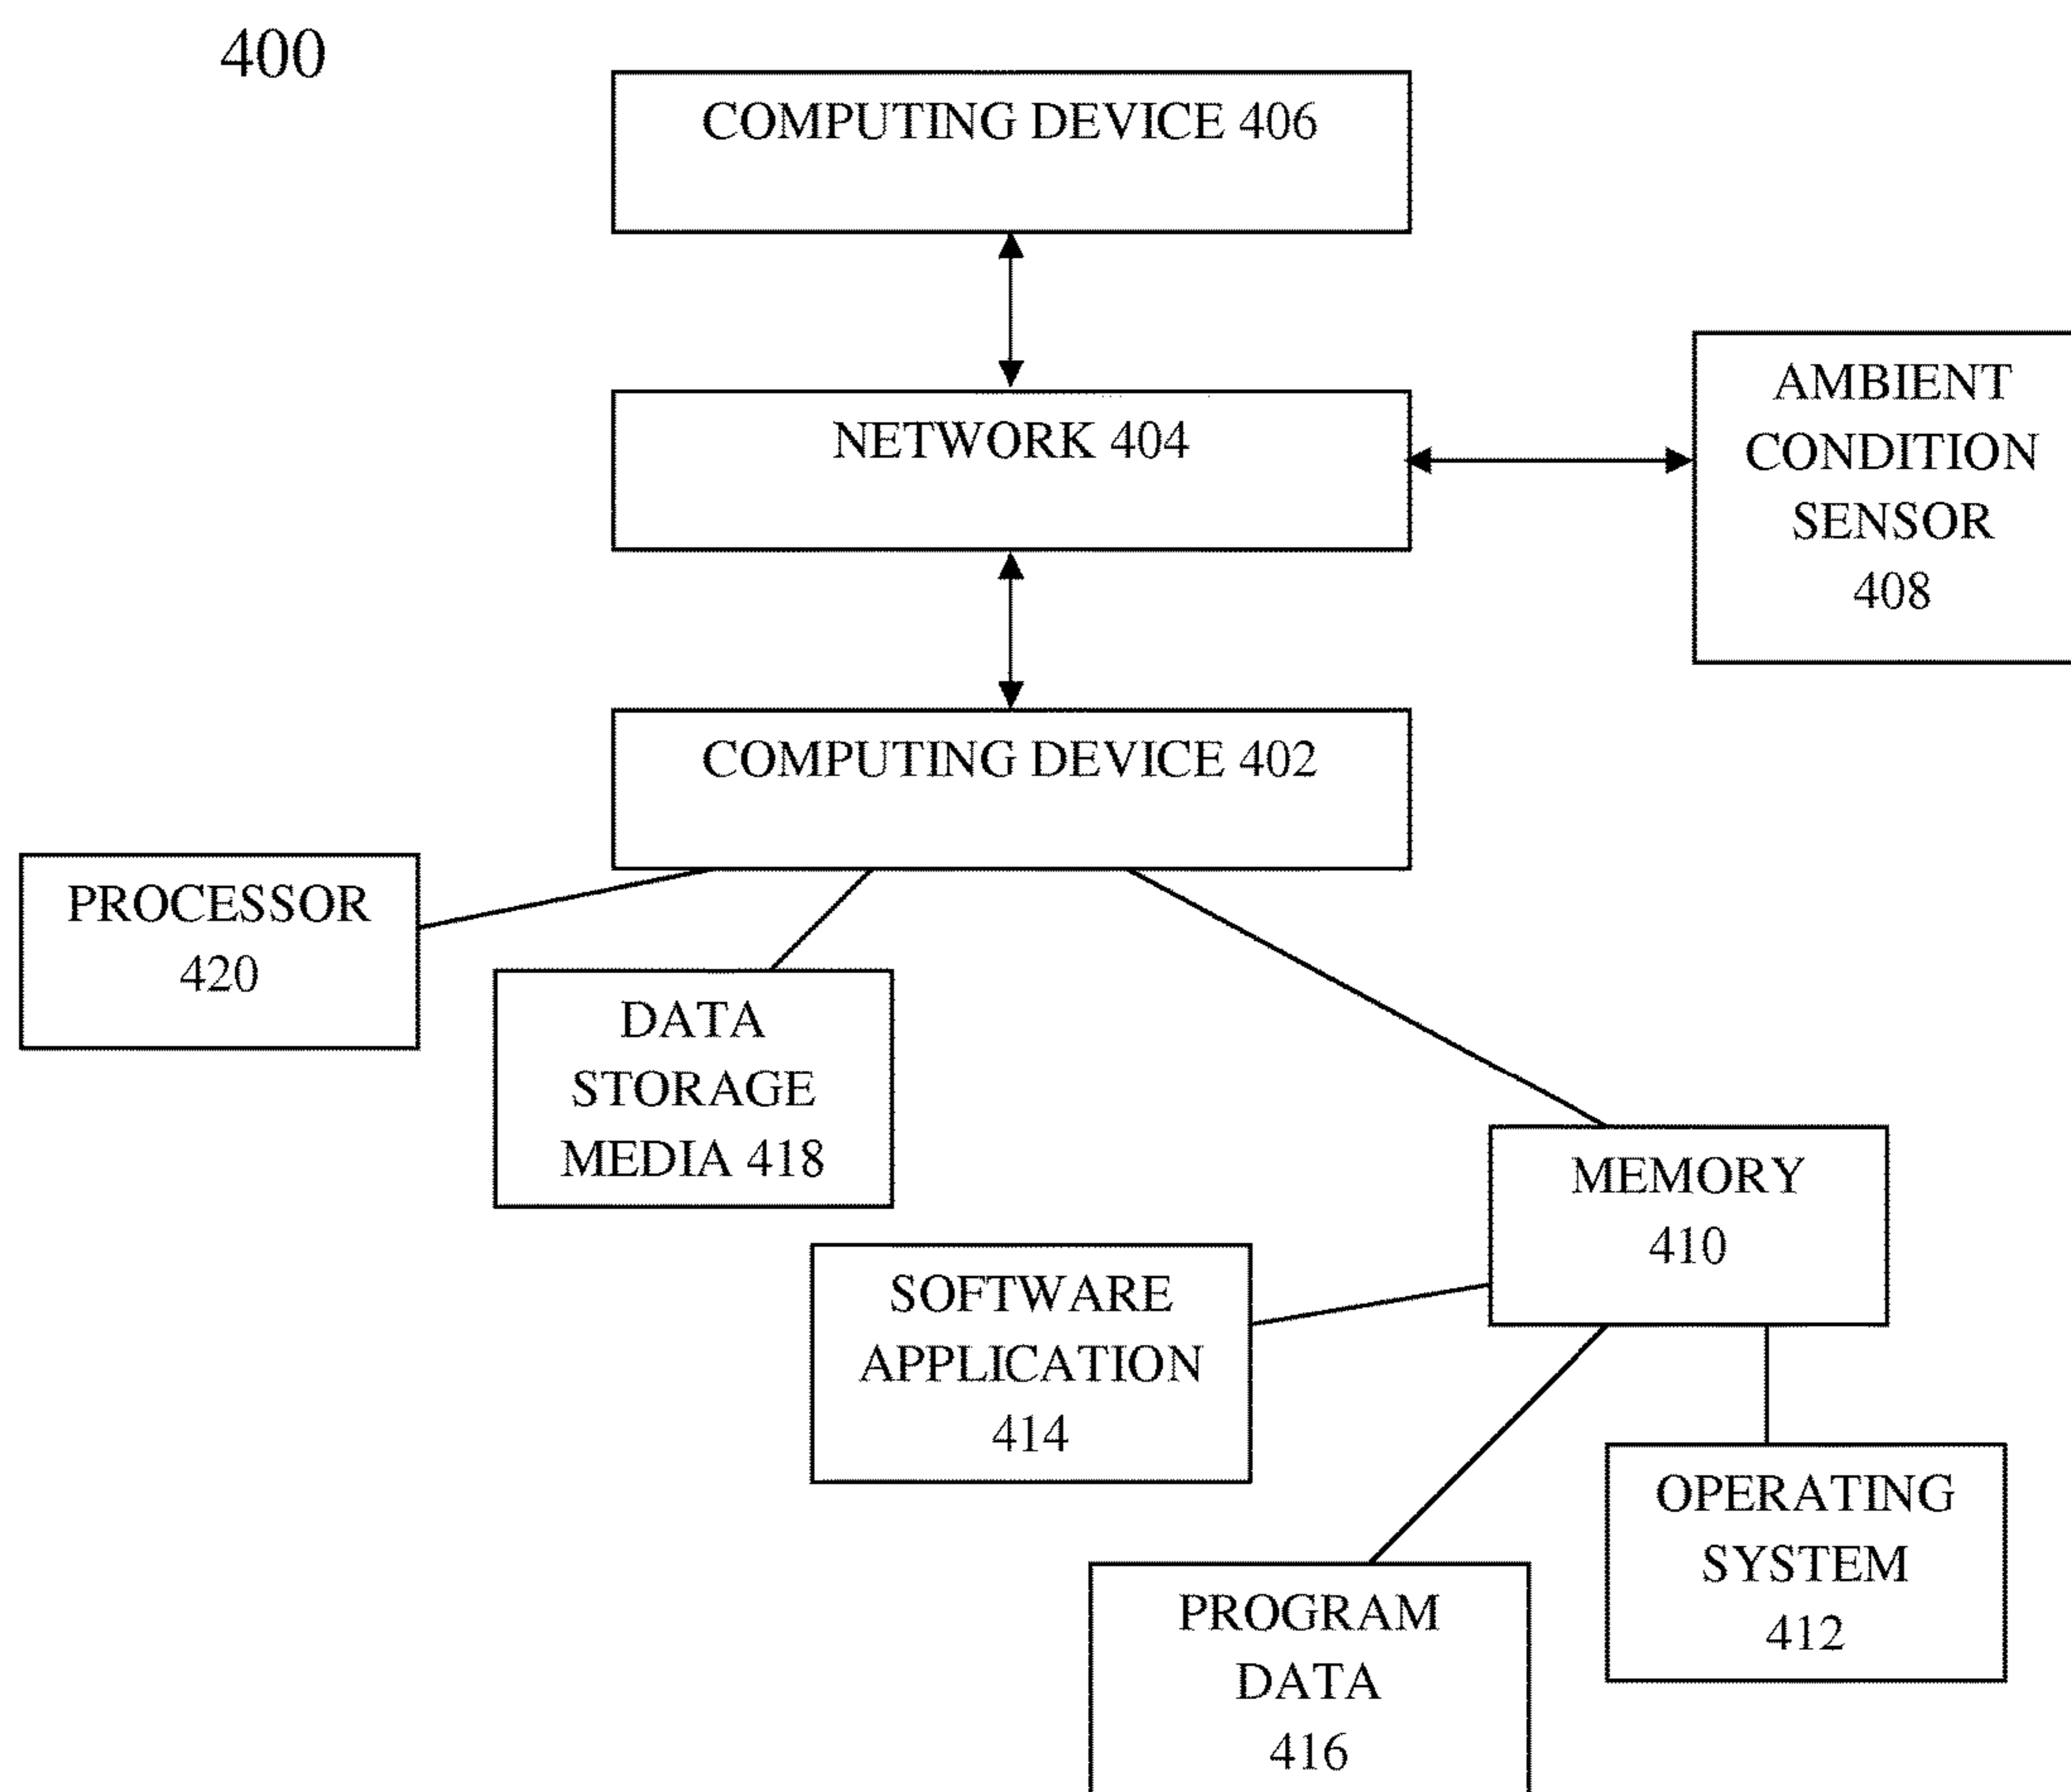 400
COMPUTING DEVICE 406
NETWORK 404
AMBIENT
CONDITION
SENSOR
408
COMPUTING DEVICE 402
PROCESSOR
420
DATA
STORAGE
MEDIA 418
MEMORY
410
SOFTWARE
APPLICATION
414
OPERATING
SYSTEM
412
PROGRAM
DATA
416